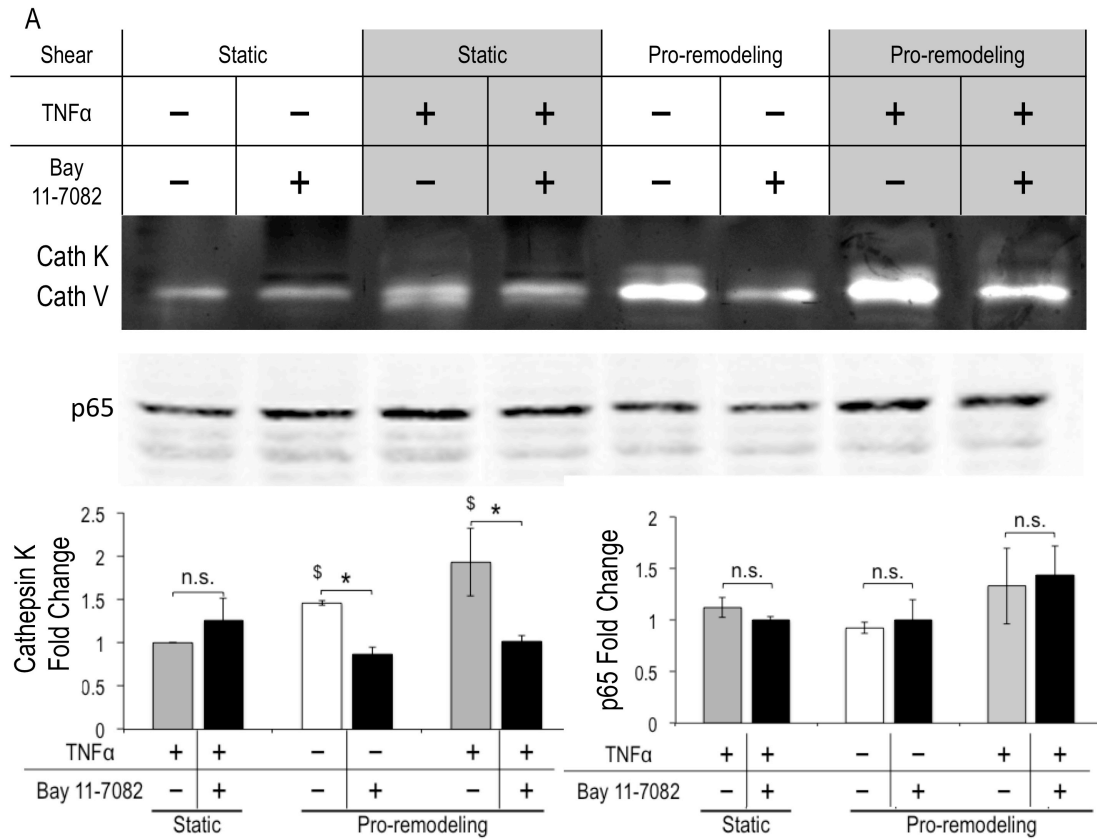 A
Shear Static Static Pro-remodeling Pro-remodeling
TNFα − − + + − − + +
Bay
11-7082 − + − + − + − +
Cath K
Cath V
p65
Cathepsin K
Fold Change
2.5
2
1.5
1
0.5
0
n.s.
$ *
$ *
TNFα + + − − + +
Bay 11-7082 − + − + − +
Static Pro-remodeling
p65 Fold Change
2
1.5
1
0.5
0
n.s.
n.s.
n.s.
TNFα + + − − + +
Bay 11-7082 − + − + − +
Static Pro-remodeling